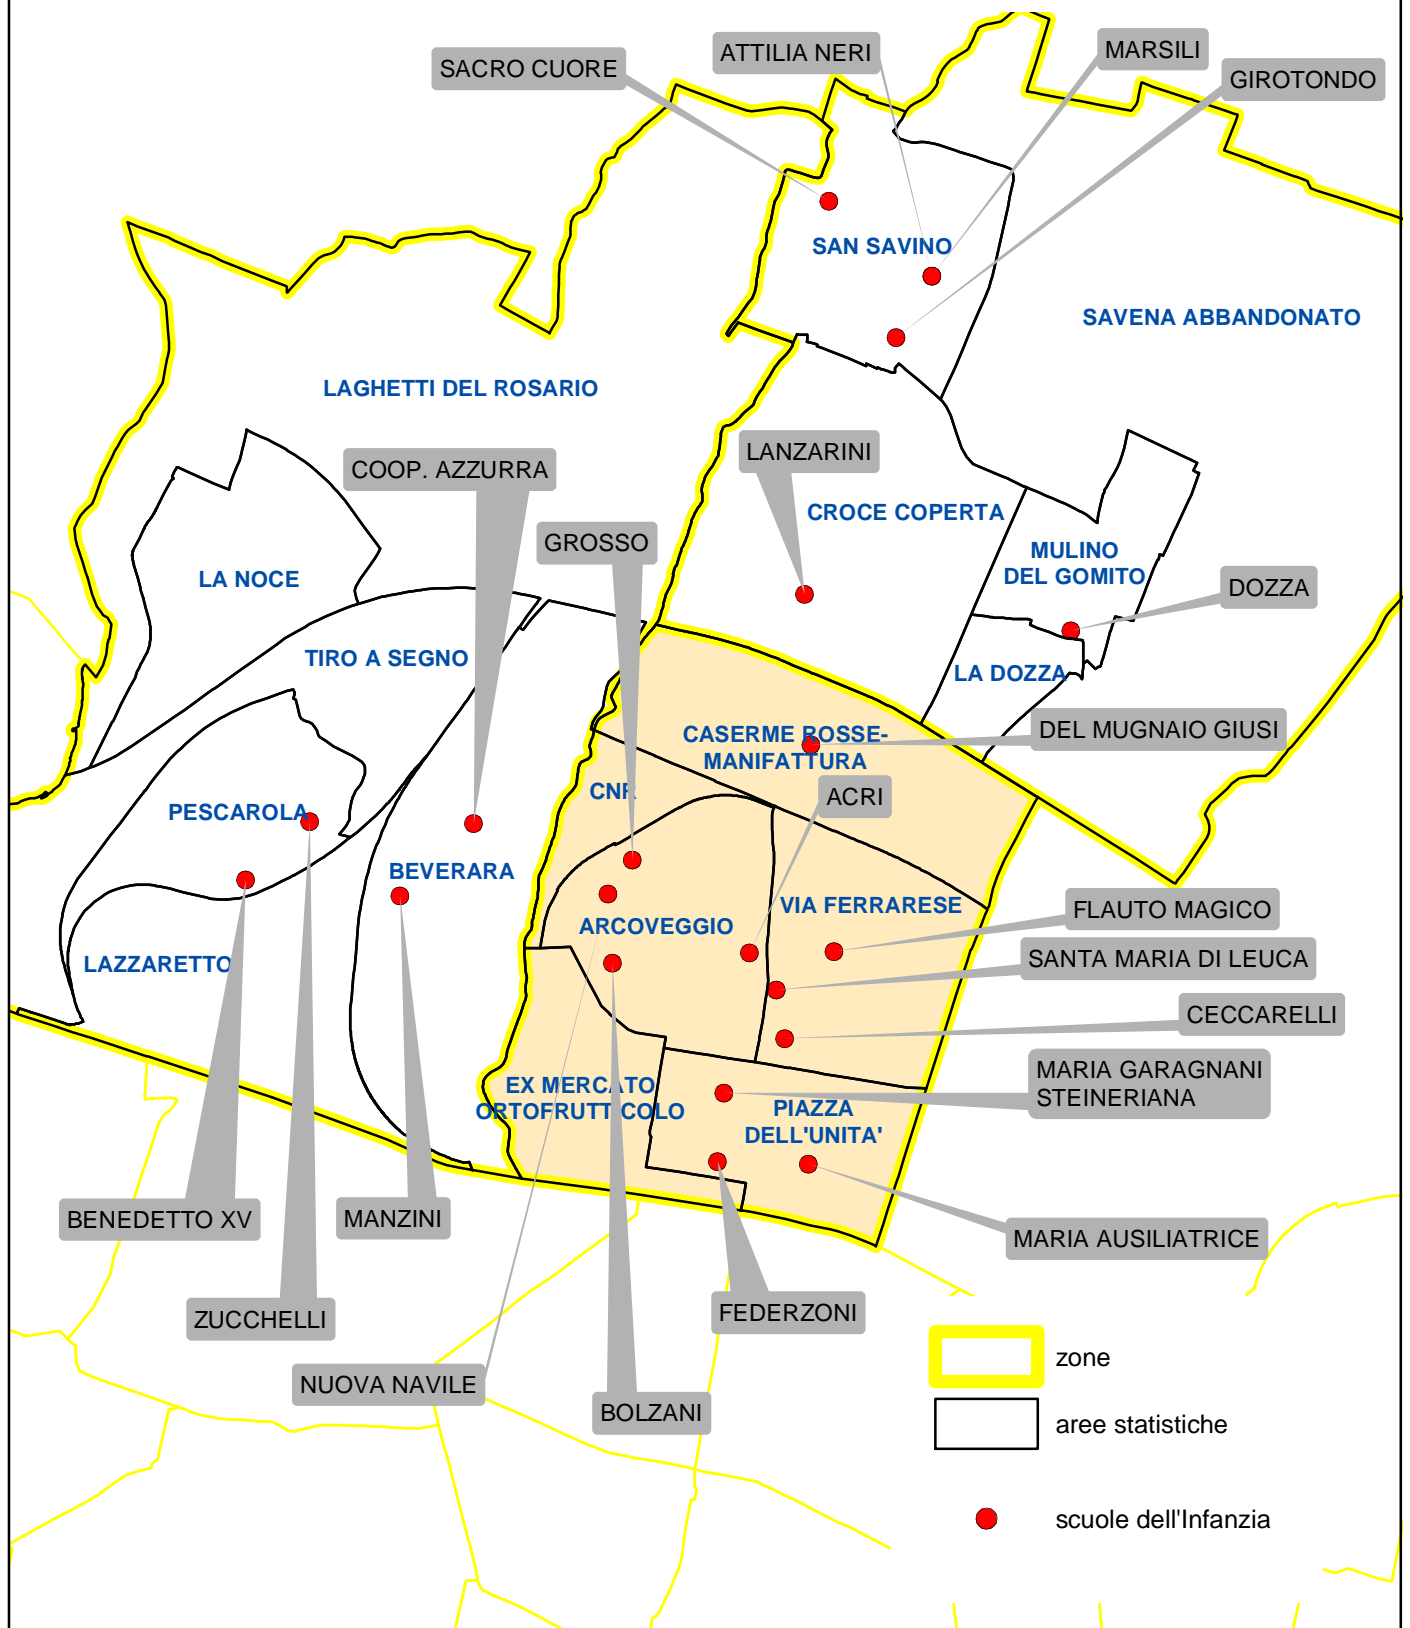 ATTILIA NERI
MARSILI
SACRO CUORE
GIROTONDO
SAN SAVINO
SAVENA ABBANDONATO
LAGHETTI DEL ROSARIO
LANZARINI
COOP. AZZURRA
CROCE COPERTA
GROSSO
MULINO
DEL GOMITO
LA NOCE
DOZZA
TIRO A SEGNO
LA DOZZA
DEL MUGNAIO GIUSI
CASERME ROSSE-
MANIFATTURA
CNR
ACRI
PESCAROLA
BEVERARA
VIA FERRARESE
FLAUTO MAGICO
ARCOVEGGIO
SANTA MARIA DI LEUCA
LAZZARETTO
CECCARELLI
MARIA GARAGNANI
STEINERIANA
EX MERCATO
ORTOFRUTTICOLO
PIAZZA
DELL'UNITA'
BENEDETTO XV
MANZINI
MARIA AUSILIATRICE
ZUCCHELLI
FEDERZONI
NUOVA NAVILE
BOLZANI
zone
aree statistiche
scuole dell'Infanzia